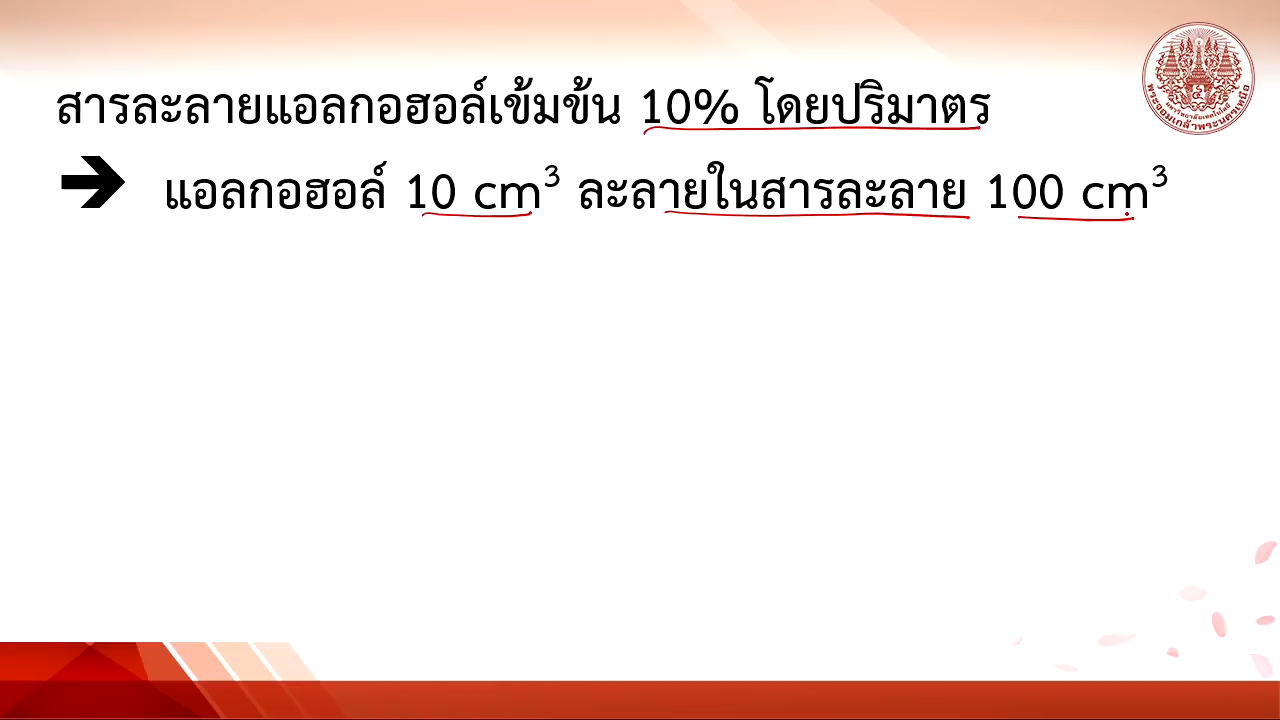 สารละลายแอลกอฮอล์เข้มข้น 10% โดยปริมาตร
➔ แอลกอฮอล์ 10 cm³ ละลายในสารละลาย 100 cm³